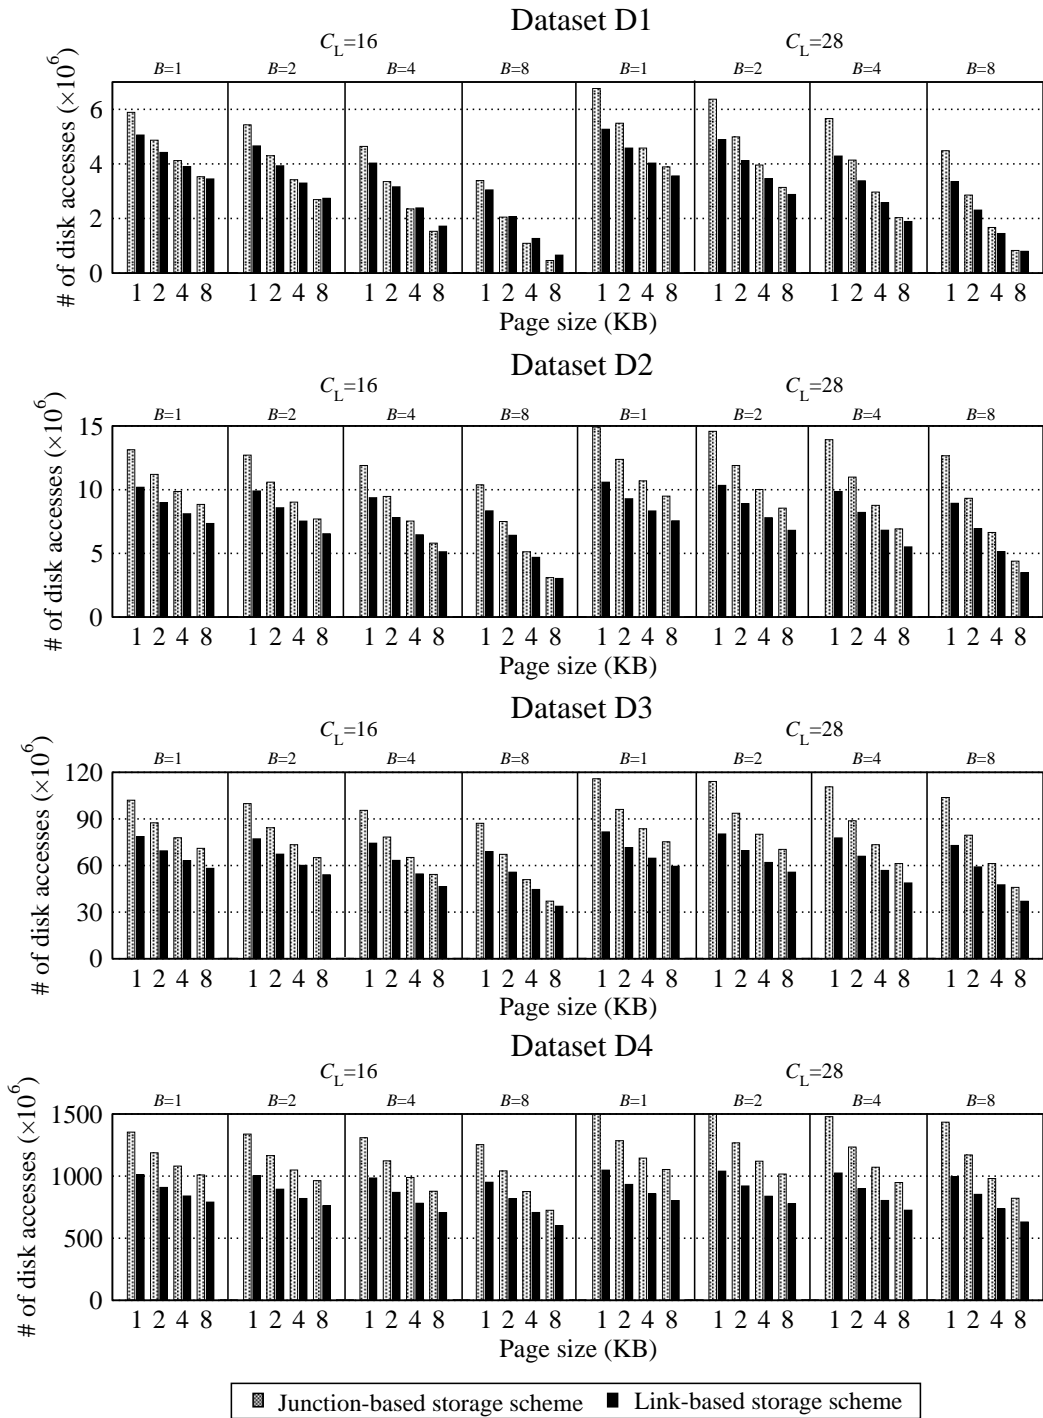 Dataset D1
C_L=16 C_L=28
B=1 B=2 B=4 B=8 B=1 B=2 B=4 B=8
# of disk accesses (×10^6)
6
4
2
0
1 2 4 8 1 2 4 8 1 2 4 8 1 2 4 8 1 2 4 8 1 2 4 8 1 2 4 8 1 2 4 8
Page size (KB)
Dataset D2
C_L=16 C_L=28
B=1 B=2 B=4 B=8 B=1 B=2 B=4 B=8
# of disk accesses (×10^6)
15
10
5
0
1 2 4 8 1 2 4 8 1 2 4 8 1 2 4 8 1 2 4 8 1 2 4 8 1 2 4 8 1 2 4 8
Page size (KB)
Dataset D3
C_L=16 C_L=28
B=1 B=2 B=4 B=8 B=1 B=2 B=4 B=8
# of disk accesses (×10^6)
120
90
60
30
0
1 2 4 8 1 2 4 8 1 2 4 8 1 2 4 8 1 2 4 8 1 2 4 8 1 2 4 8 1 2 4 8
Page size (KB)
Dataset D4
C_L=16 C_L=28
B=1 B=2 B=4 B=8 B=1 B=2 B=4 B=8
# of disk accesses (×10^6)
1500
1000
500
0
1 2 4 8 1 2 4 8 1 2 4 8 1 2 4 8 1 2 4 8 1 2 4 8 1 2 4 8 1 2 4 8
Page size (KB)
Junction-based storage scheme Link-based storage scheme